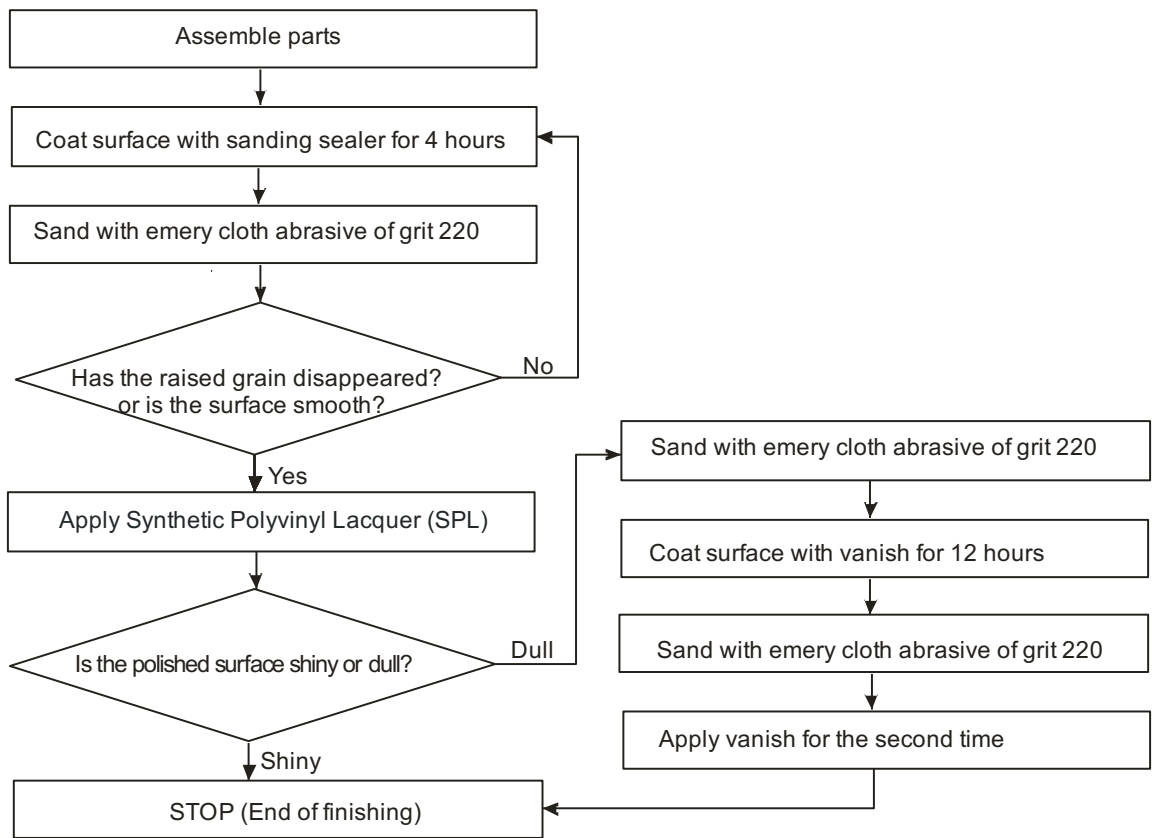 Assemble parts
Coat surface with sanding sealer for 4 hours
Sand with emery cloth abrasive of grit 220
Has the raised grain disappeared?
or is the surface smooth?
No
Yes
Apply Synthetic Polyvinyl Lacquer (SPL)
Is the polished surface shiny or dull?
Dull
Shiny
STOP (End of finishing)
Sand with emery cloth abrasive of grit 220
Coat surface with vanish for 12 hours
Sand with emery cloth abrasive of grit 220
Apply vanish for the second time